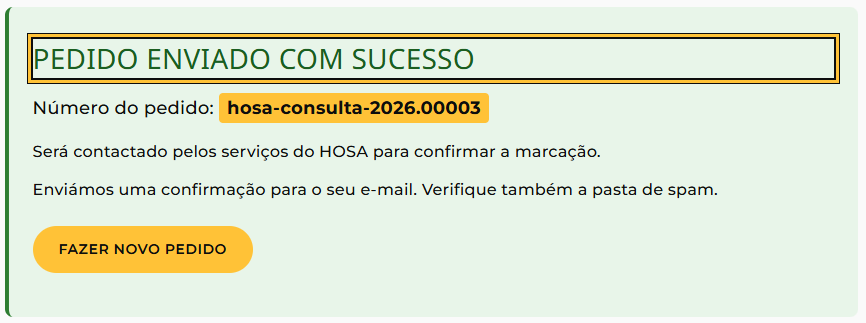 PEDIDO ENVIADO COM SUCESSO
Número do pedido: hosa-consulta-2026.00003
Será contactado pelos serviços do HOSA para confirmar a marcação.
Enviámos uma confirmação para o seu e-mail. Verifique também a pasta de spam.
FAZER NOVO PEDIDO